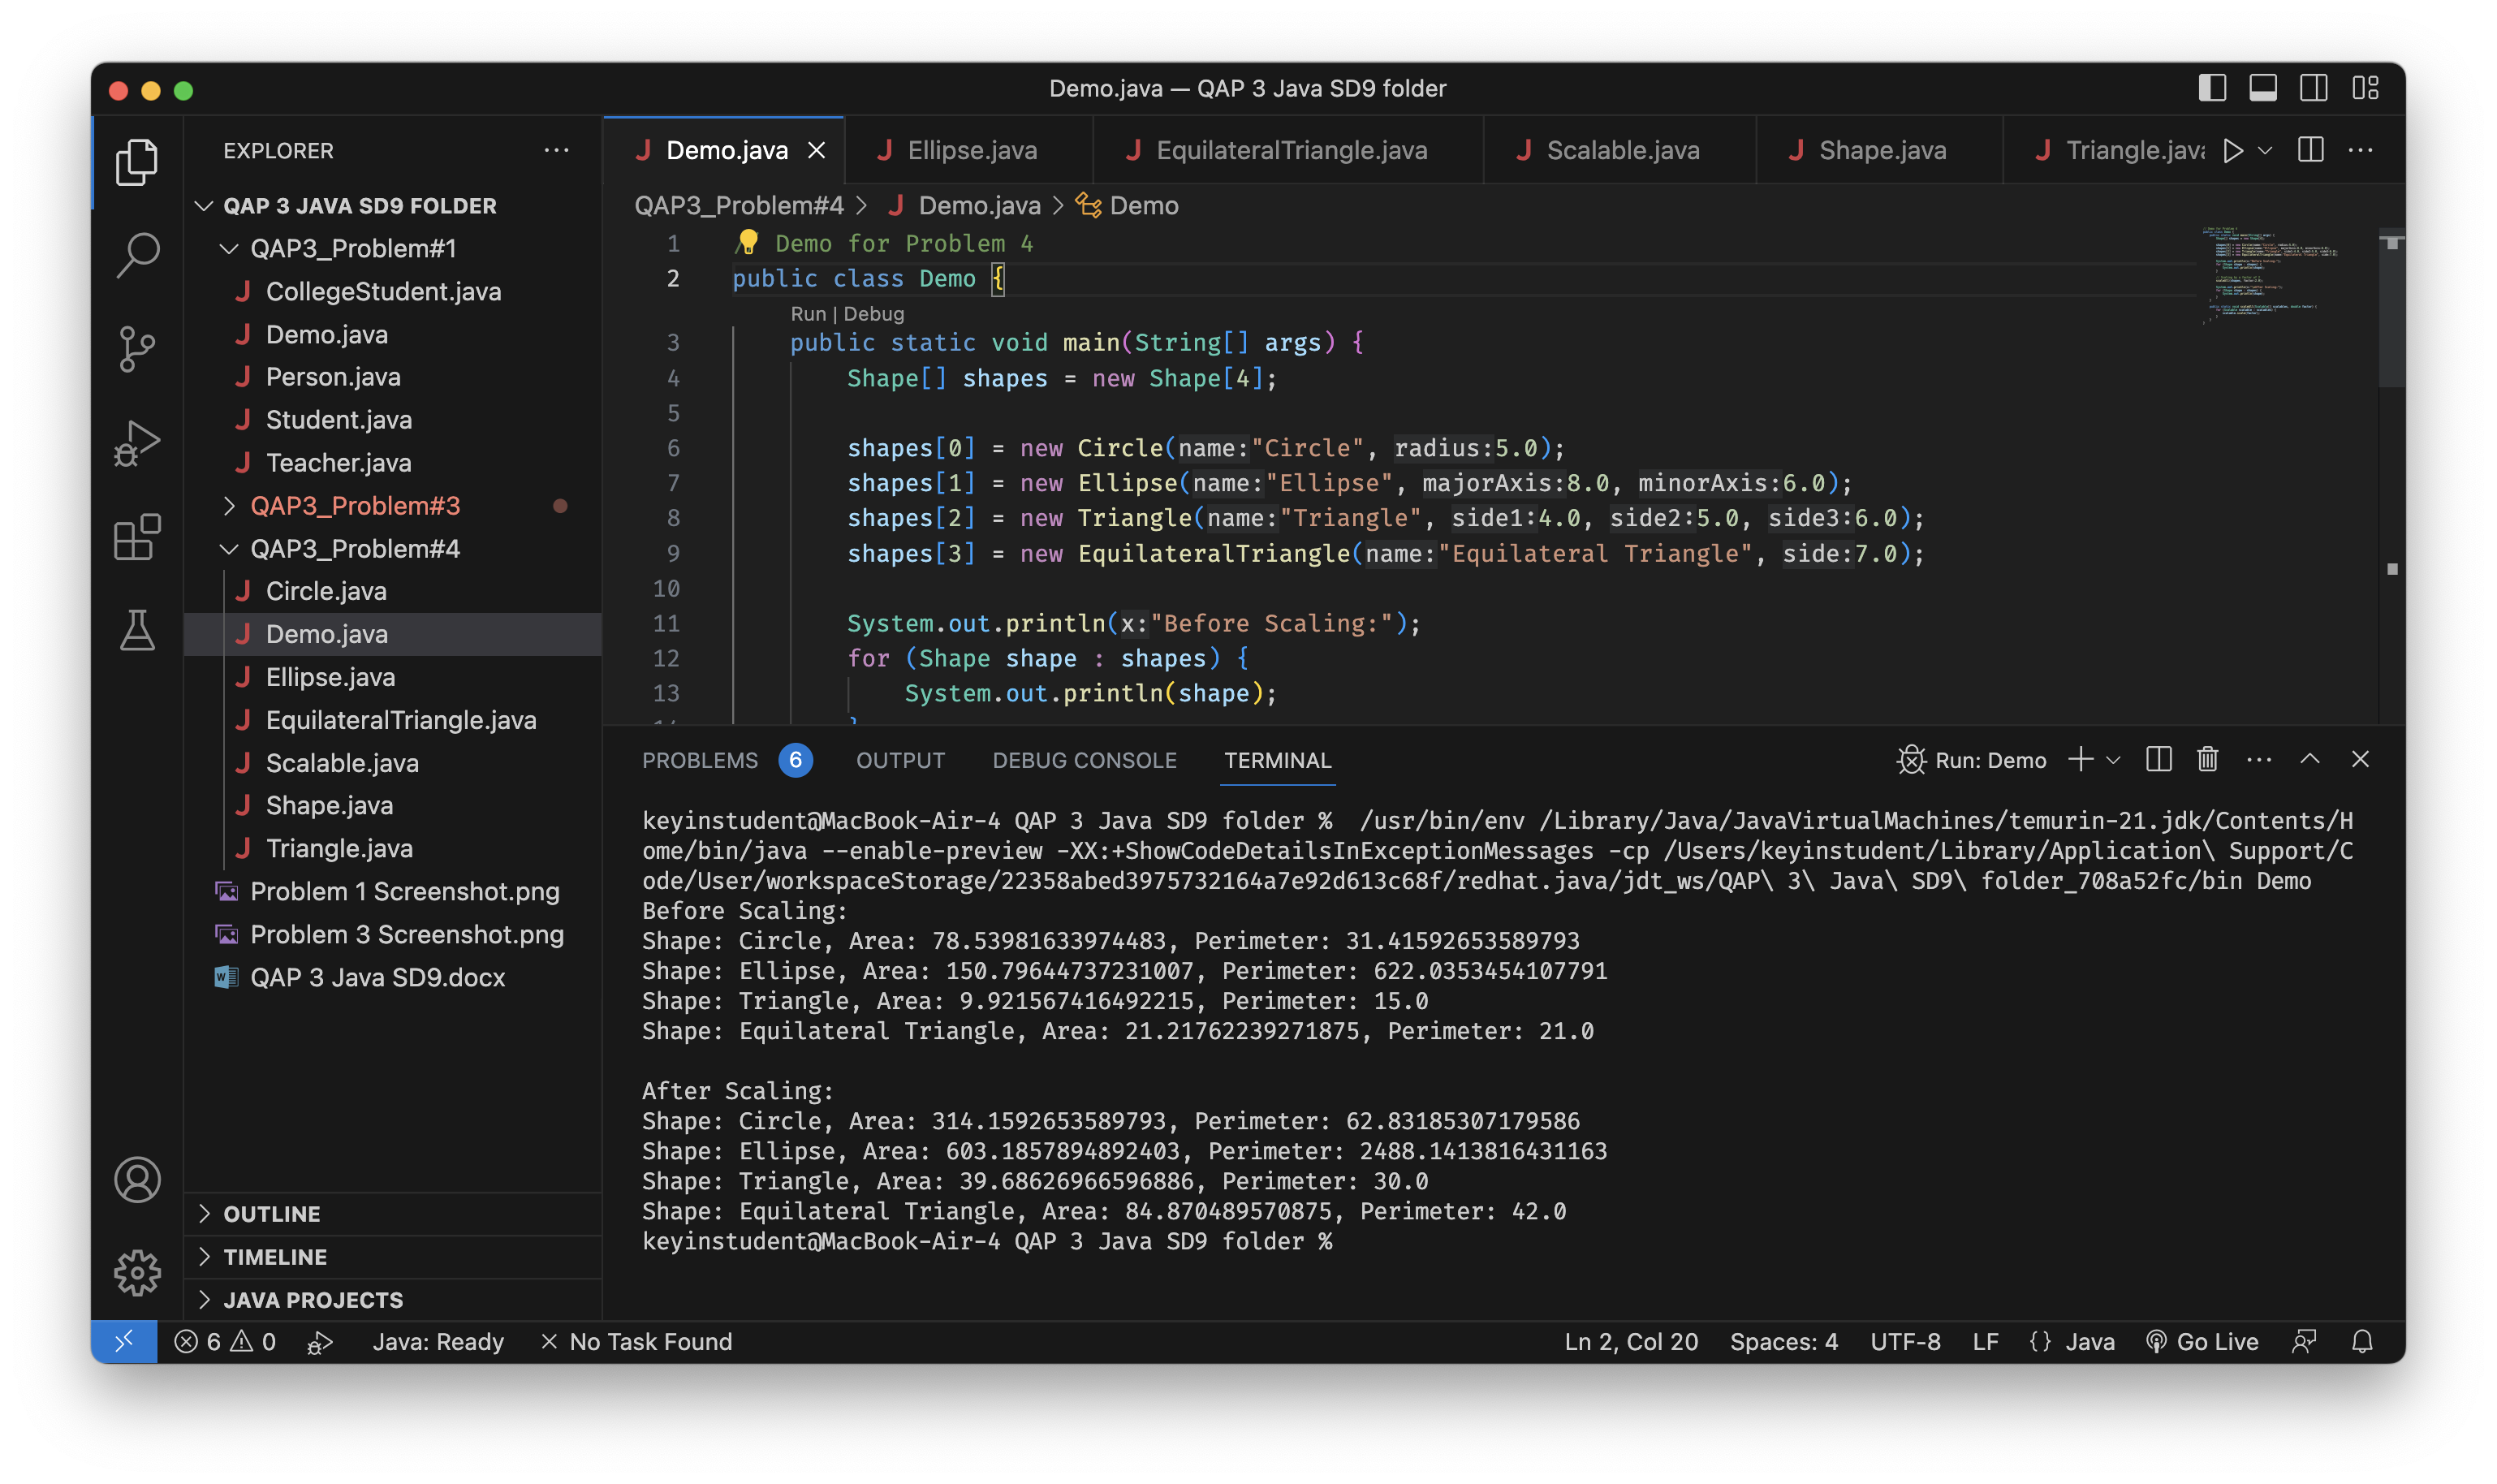 Demo.java — QAP 3 Java SD9 folder
EXPLORER
QAP 3 JAVA SD9 FOLDER
QAP3_Problem#1
CollegeStudent.java
Demo.java
Person.java
Student.java
Teacher.java
QAP3_Problem#3
QAP3_Problem#4
Circle.java
Demo.java
Ellipse.java
EquilateralTriangle.java
Scalable.java
Shape.java
Triangle.java
Problem 1 Screenshot.png
Problem 3 Screenshot.png
QAP 3 Java SD9.docx
OUTLINE
TIMELINE
JAVA PROJECTS
Demo.java Ellipse.java EquilateralTriangle.java Scalable.java Shape.java Triangle.java
QAP3_Problem#4 > Demo.java > Demo
1 // Demo for Problem 4
2 public class Demo {
Run | Debug
3 public static void main(String[] args) {
4 Shape[] shapes = new Shape[4];
5
6 shapes[0] = new Circle(name:"Circle", radius:5.0);
7 shapes[1] = new Ellipse(name:"Ellipse", majorAxis:8.0, minorAxis:6.0);
8 shapes[2] = new Triangle(name:"Triangle", side1:4.0, side2:5.0, side3:6.0);
9 shapes[3] = new EquilateralTriangle(name:"Equilateral Triangle", side:7.0);
10
11 System.out.println(x:"Before Scaling:");
12 for (Shape shape : shapes) {
13 System.out.println(shape);
PROBLEMS 6 OUTPUT DEBUG CONSOLE TERMINAL Run: Demo
keyinstudent@MacBook-Air-4 QAP 3 Java SD9 folder %  /usr/bin/env /Library/Java/JavaVirtualMachines/temurin-21.jdk/Contents/H
ome/bin/java --enable-preview -XX:+ShowCodeDetailsInExceptionMessages -cp /Users/keyinstudent/Library/Application\ Support/C
ode/User/workspaceStorage/22358abed3975732164a7e92d613c68f/redhat.java/jdt_ws/QAP\ 3\ Java\ SD9\ folder_708a52fc/bin Demo
Before Scaling:
Shape: Circle, Area: 78.53981633974483, Perimeter: 31.41592653589793
Shape: Ellipse, Area: 150.79644737231007, Perimeter: 622.0353454107791
Shape: Triangle, Area: 9.921567416492215, Perimeter: 15.0
Shape: Equilateral Triangle, Area: 21.21762239271875, Perimeter: 21.0
After Scaling:
Shape: Circle, Area: 314.1592653589793, Perimeter: 62.83185307179586
Shape: Ellipse, Area: 603.1857894892403, Perimeter: 2488.1413816431163
Shape: Triangle, Area: 39.68626966596886, Perimeter: 30.0
Shape: Equilateral Triangle, Area: 84.870489570875, Perimeter: 42.0
keyinstudent@MacBook-Air-4 QAP 3 Java SD9 folder %
6 0 Java: Ready No Task Found Ln 2, Col 20 Spaces: 4 UTF-8 LF {} Java Go Live